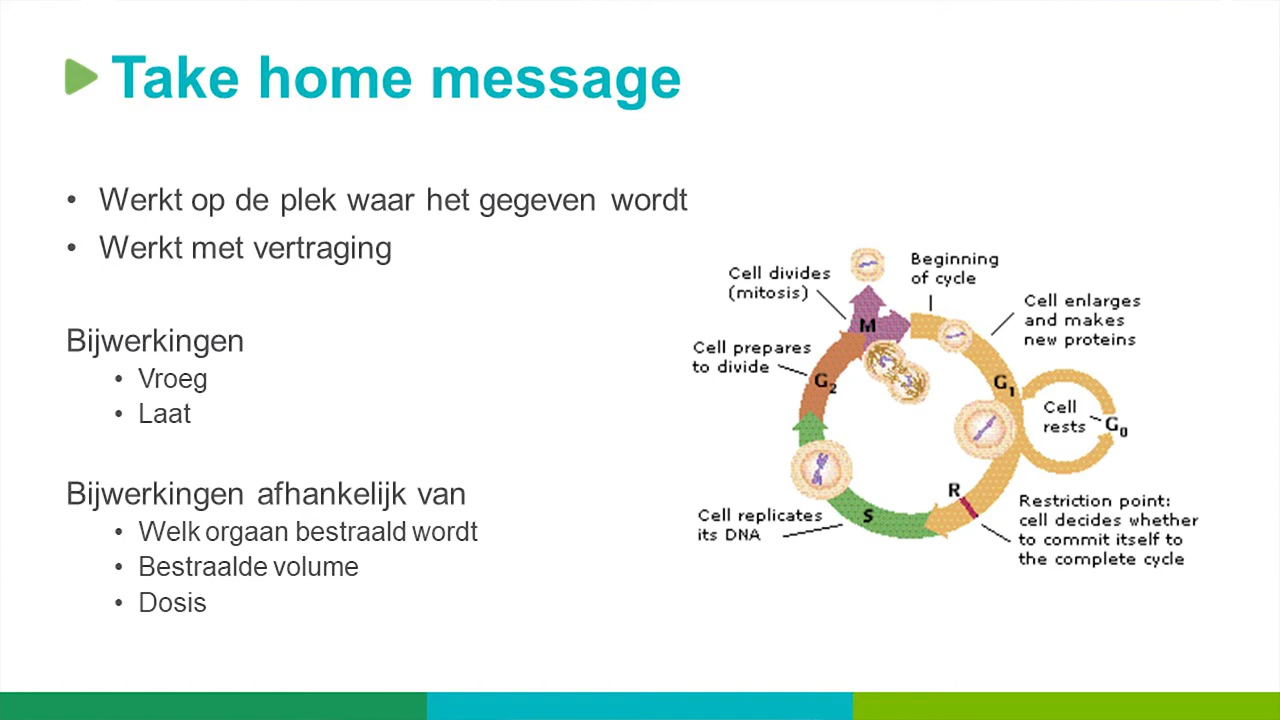 Take home message
• Werkt op de plek waar het gegeven wordt
• Werkt met vertraging
Bijwerkingen
• Vroeg
• Laat
Bijwerkingen afhankelijk van
• Welk orgaan bestraald wordt
• Bestraalde volume
• Dosis
Cell divides
(mitosis)
Beginning
of cycle
Cell enlarges
and makes
new proteins
M
Cell prepares
to divide
G2
G1
Cell
rests
G0
R
Restriction point:
cell decides whether
to commit itself to
the complete cycle
Cell replicates
its DNA
S